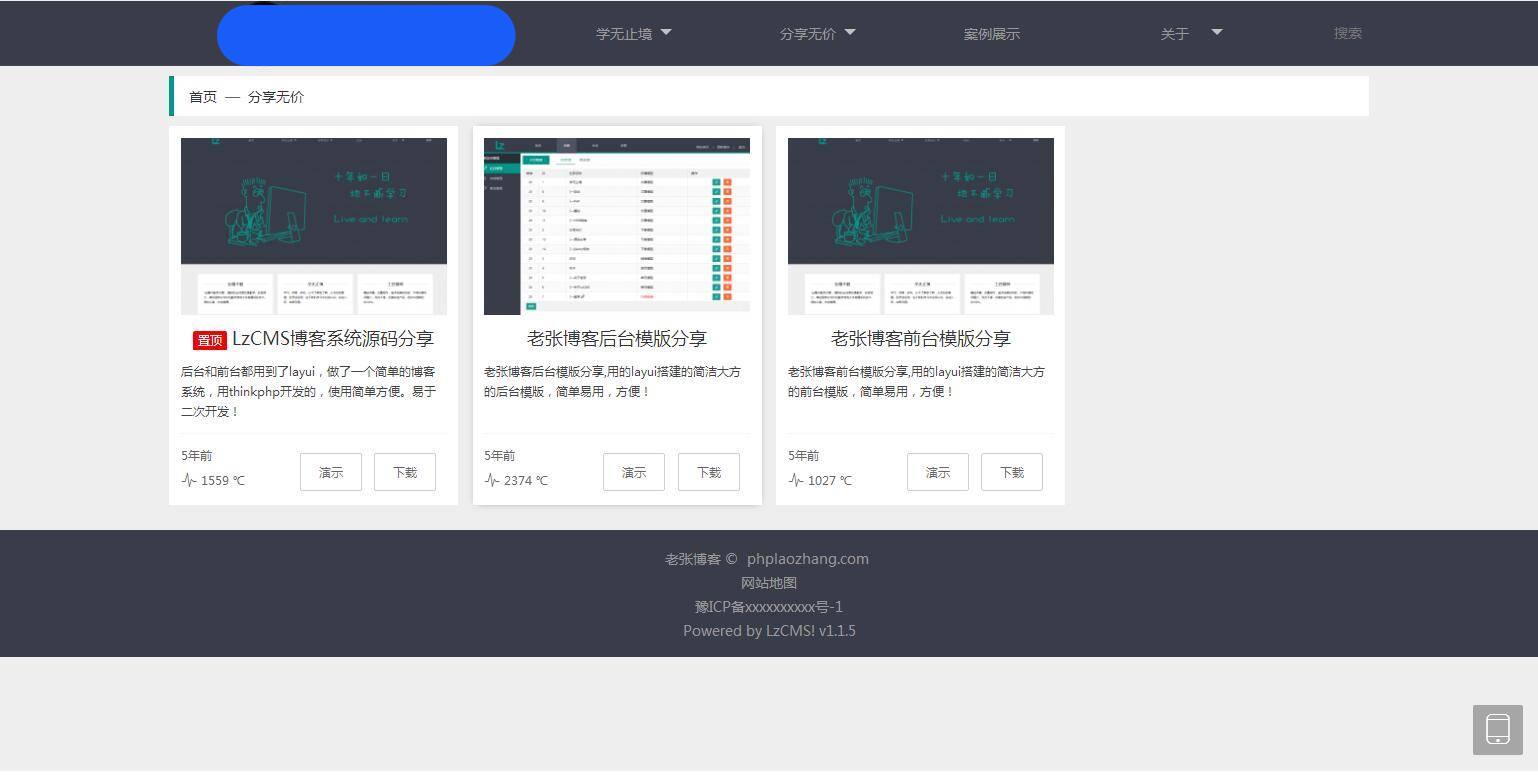 学无止境
分享无价
案例展示
关于
搜索
首页 — 分享无价
十年如一日
地不断学习
Live and learn
十年如一日
地不断学习
Live and learn
置顶 LzCMS博客系统源码分享
老张博客后台模版分享
老张博客前台模版分享
后台和前台都用到了layui，做了一个简单的博客
系统，用thinkphp开发的，使用简单方便。易于
二次开发！
老张博客后台模版分享,用的layui搭建的简洁大方
的后台模版，简单易用，方便！
老张博客前台模版分享,用的layui搭建的简洁大方
的前台模版，简单易用，方便！
5年前
1559 ℃
演示
下载
5年前
2374 ℃
演示
下载
5年前
1027 ℃
演示
下载
老张博客 © phplaozhang.com
网站地图
豫ICP备xxxxxxxxxx号-1
Powered by LzCMS! v1.1.5